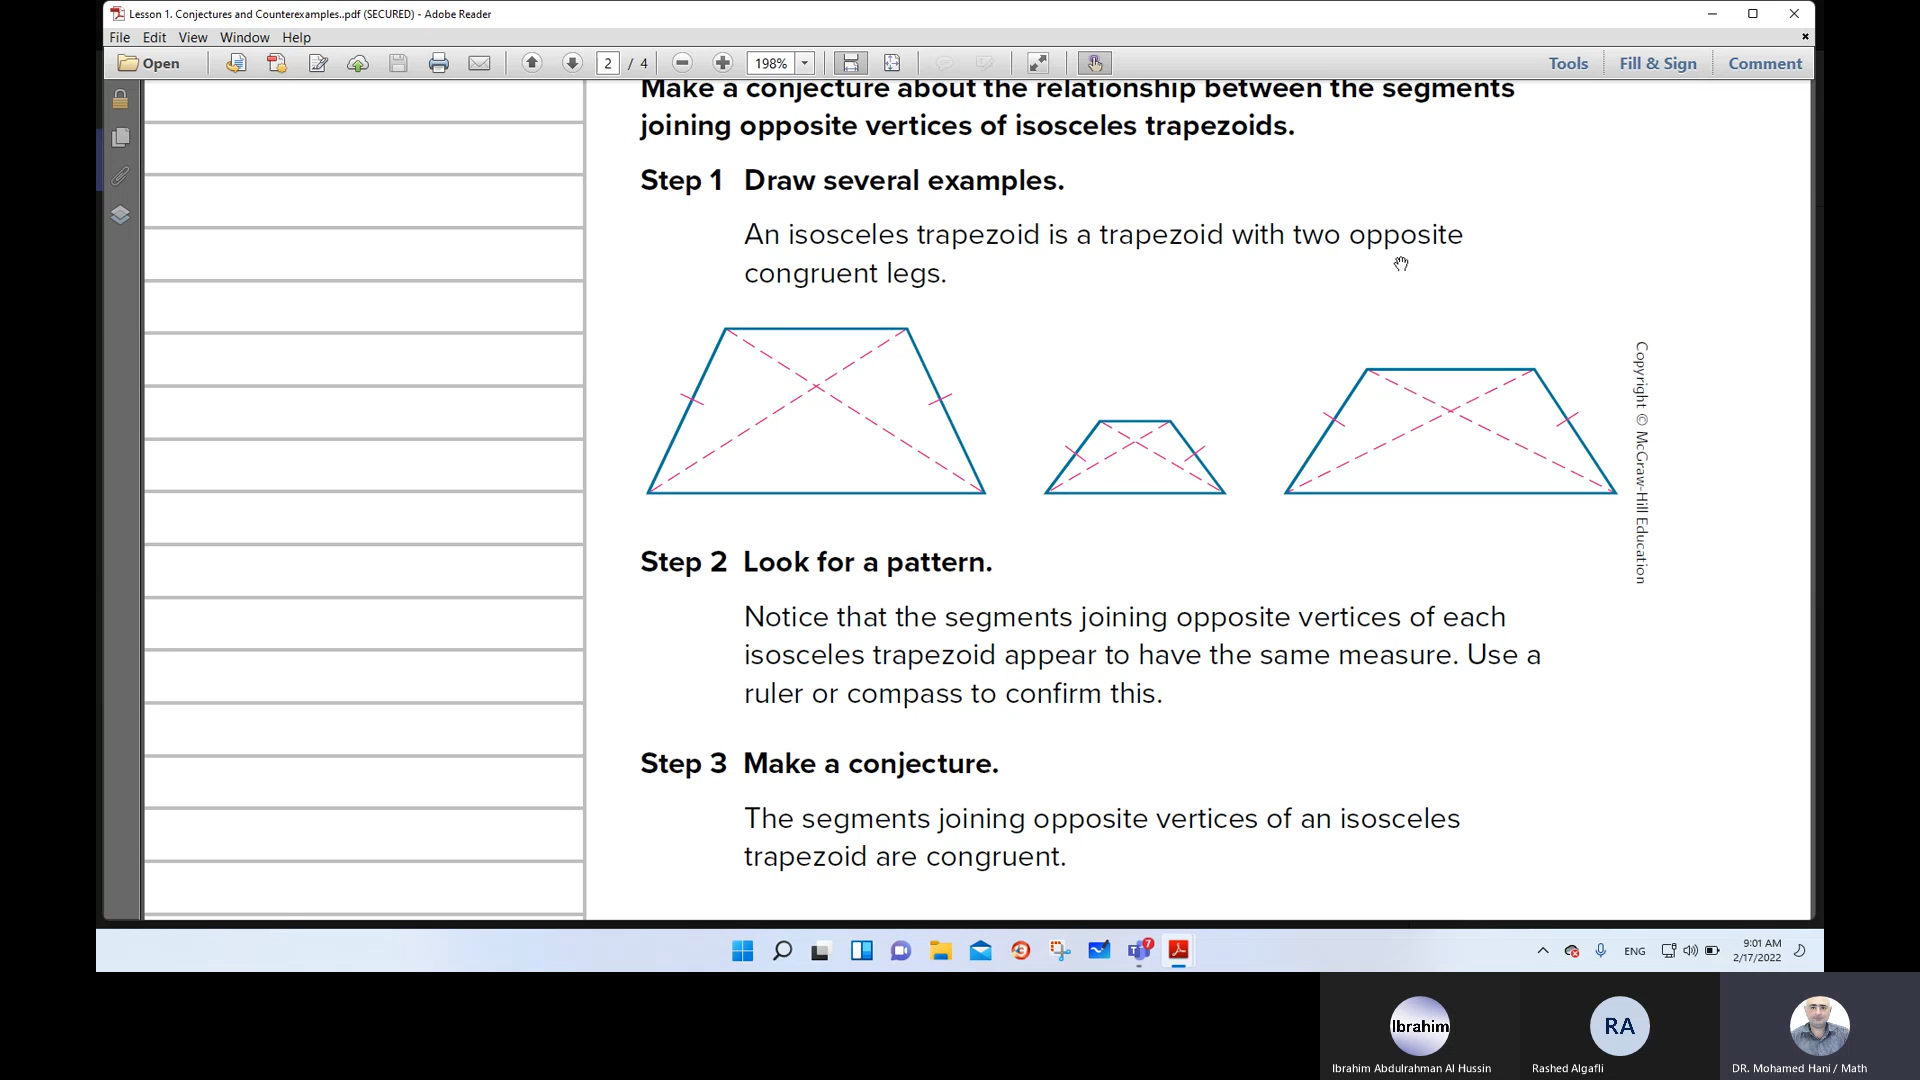 Lesson 1. Conjectures and Counterexamples..pdf (SECURED) - Adobe Reader
File Edit View Window Help
Open 2 / 4 198% Tools Fill & Sign Comment
Make a conjecture about the relationship between the segments
joining opposite vertices of isosceles trapezoids.
Step 1 Draw several examples.
An isosceles trapezoid is a trapezoid with two opposite
congruent legs.
Copyright © McGraw-Hill Education
Step 2 Look for a pattern.
Notice that the segments joining opposite vertices of each
isosceles trapezoid appear to have the same measure. Use a
ruler or compass to confirm this.
Step 3 Make a conjecture.
The segments joining opposite vertices of an isosceles
trapezoid are congruent.
7
ENG
9:01 AM
2/17/2022
Ibrahim
RA
Ibrahim Abdulrahman Al Hussin
Rashed Algafli
DR. Mohamed Hani / Math